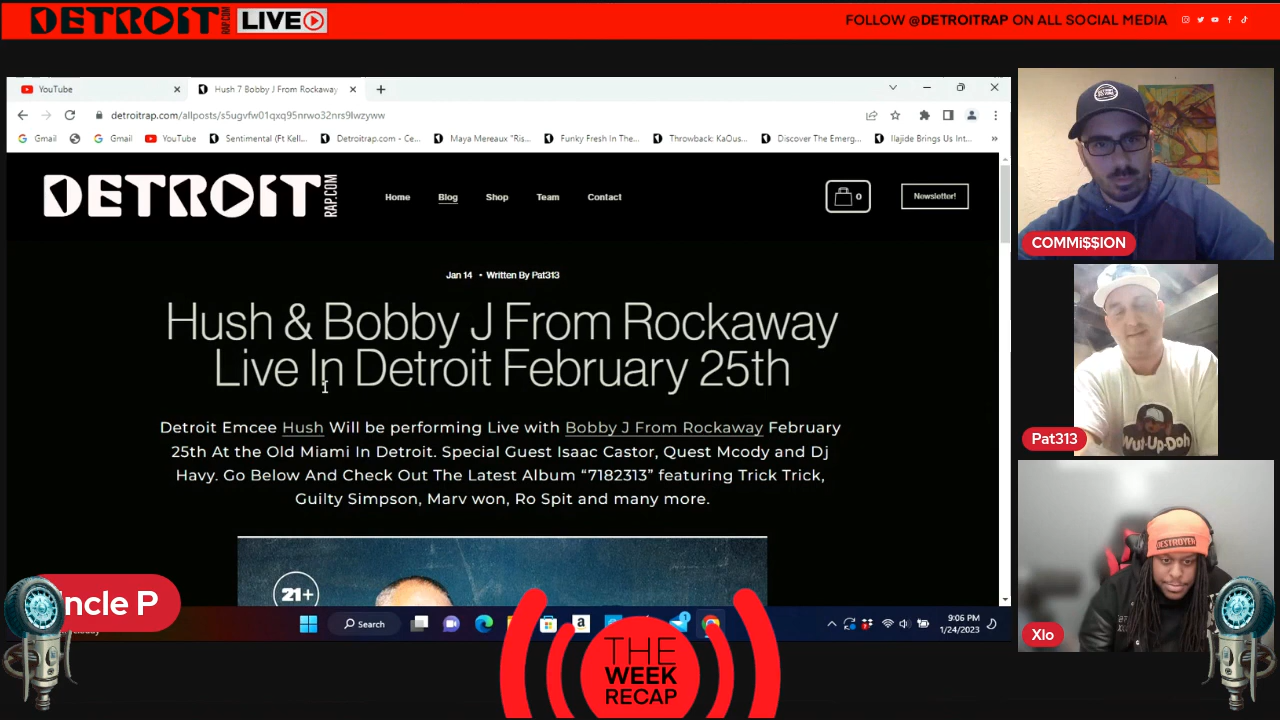 DETROIT RAP.COM LIVE
FOLLOW @DETROITRAP ON ALL SOCIAL MEDIA
YouTube
Hush 7 Bobby J From Rockaway
detroitrap.com/allposts/s5ugvfw01qxq95nrwo32nrs9lwzyww
Gmail Gmail YouTube Sentimental (Ft Kell... Detroitrap.com - Ce... Maya Mereaux "Ris... Funky Fresh In The... Throwback: KaOus... Discover The Emerg... Ilajide Brings Us Int... »
DETROIT RAP.COM
Home Blog Shop Team Contact
0
Newsletter!
Jan 14 • Written By Pat313
Hush & Bobby J From Rockaway
Live In Detroit February 25th
Detroit Emcee Hush Will be performing Live with Bobby J From Rockaway February
25th At the Old Miami In Detroit. Special Guest Isaac Castor, Quest Mcody and Dj
Havy. Go Below And Check Out The Latest Album “7182313” featuring Trick Trick,
Guilty Simpson, Marv won, Ro Spit and many more.
21+
Search
9:06 PM
1/24/2023
COMMi$$ION
Pat313
Wut-Up-Doh
DESTROYER
Xlo
ncle P
THE
WEEK
RECAP